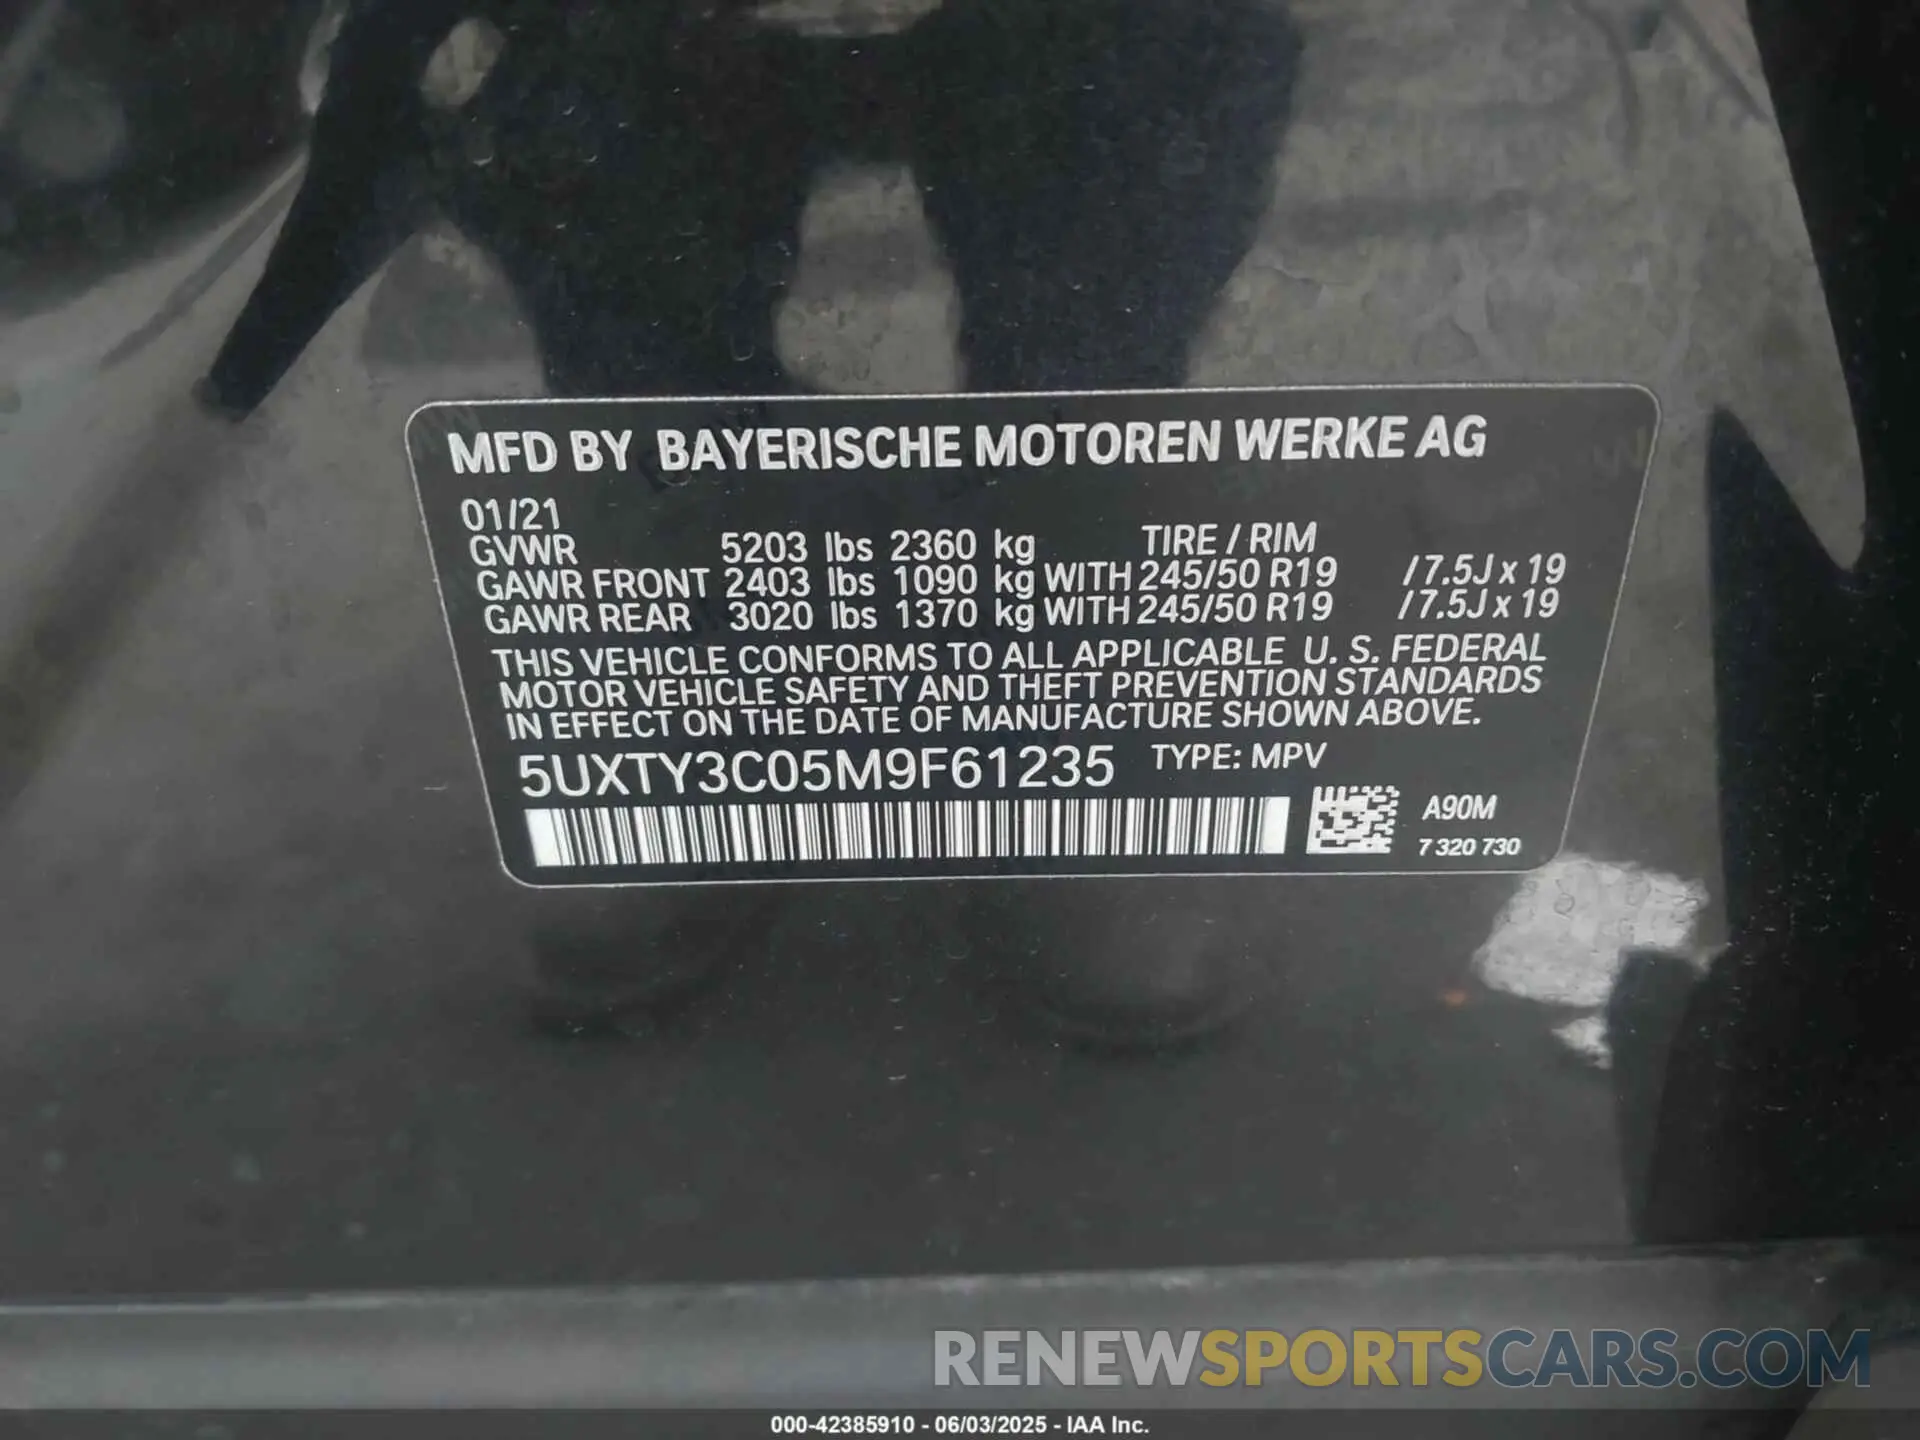 MFD BY BAYERISCHE MOTOREN WERKE AG
01/21
GVWR 5203 lbs 2360 kg TIRE / RIM
GAWR FRONT 2403 lbs 1090 kg WITH 245/50 R19 / 7.5J x 19
GAWR REAR 3020 lbs 1370 kg WITH 245/50 R19 / 7.5J x 19
THIS VEHICLE CONFORMS TO ALL APPLICABLE U. S. FEDERAL
MOTOR VEHICLE SAFETY AND THEFT PREVENTION STANDARDS
IN EFFECT ON THE DATE OF MANUFACTURE SHOWN ABOVE.
5UXTY3C05M9F61235 TYPE: MPV
A90M
7 320 730
RENEWSPORTSCARS.COM
000-42385910 - 06/03/2025 - IAA Inc.